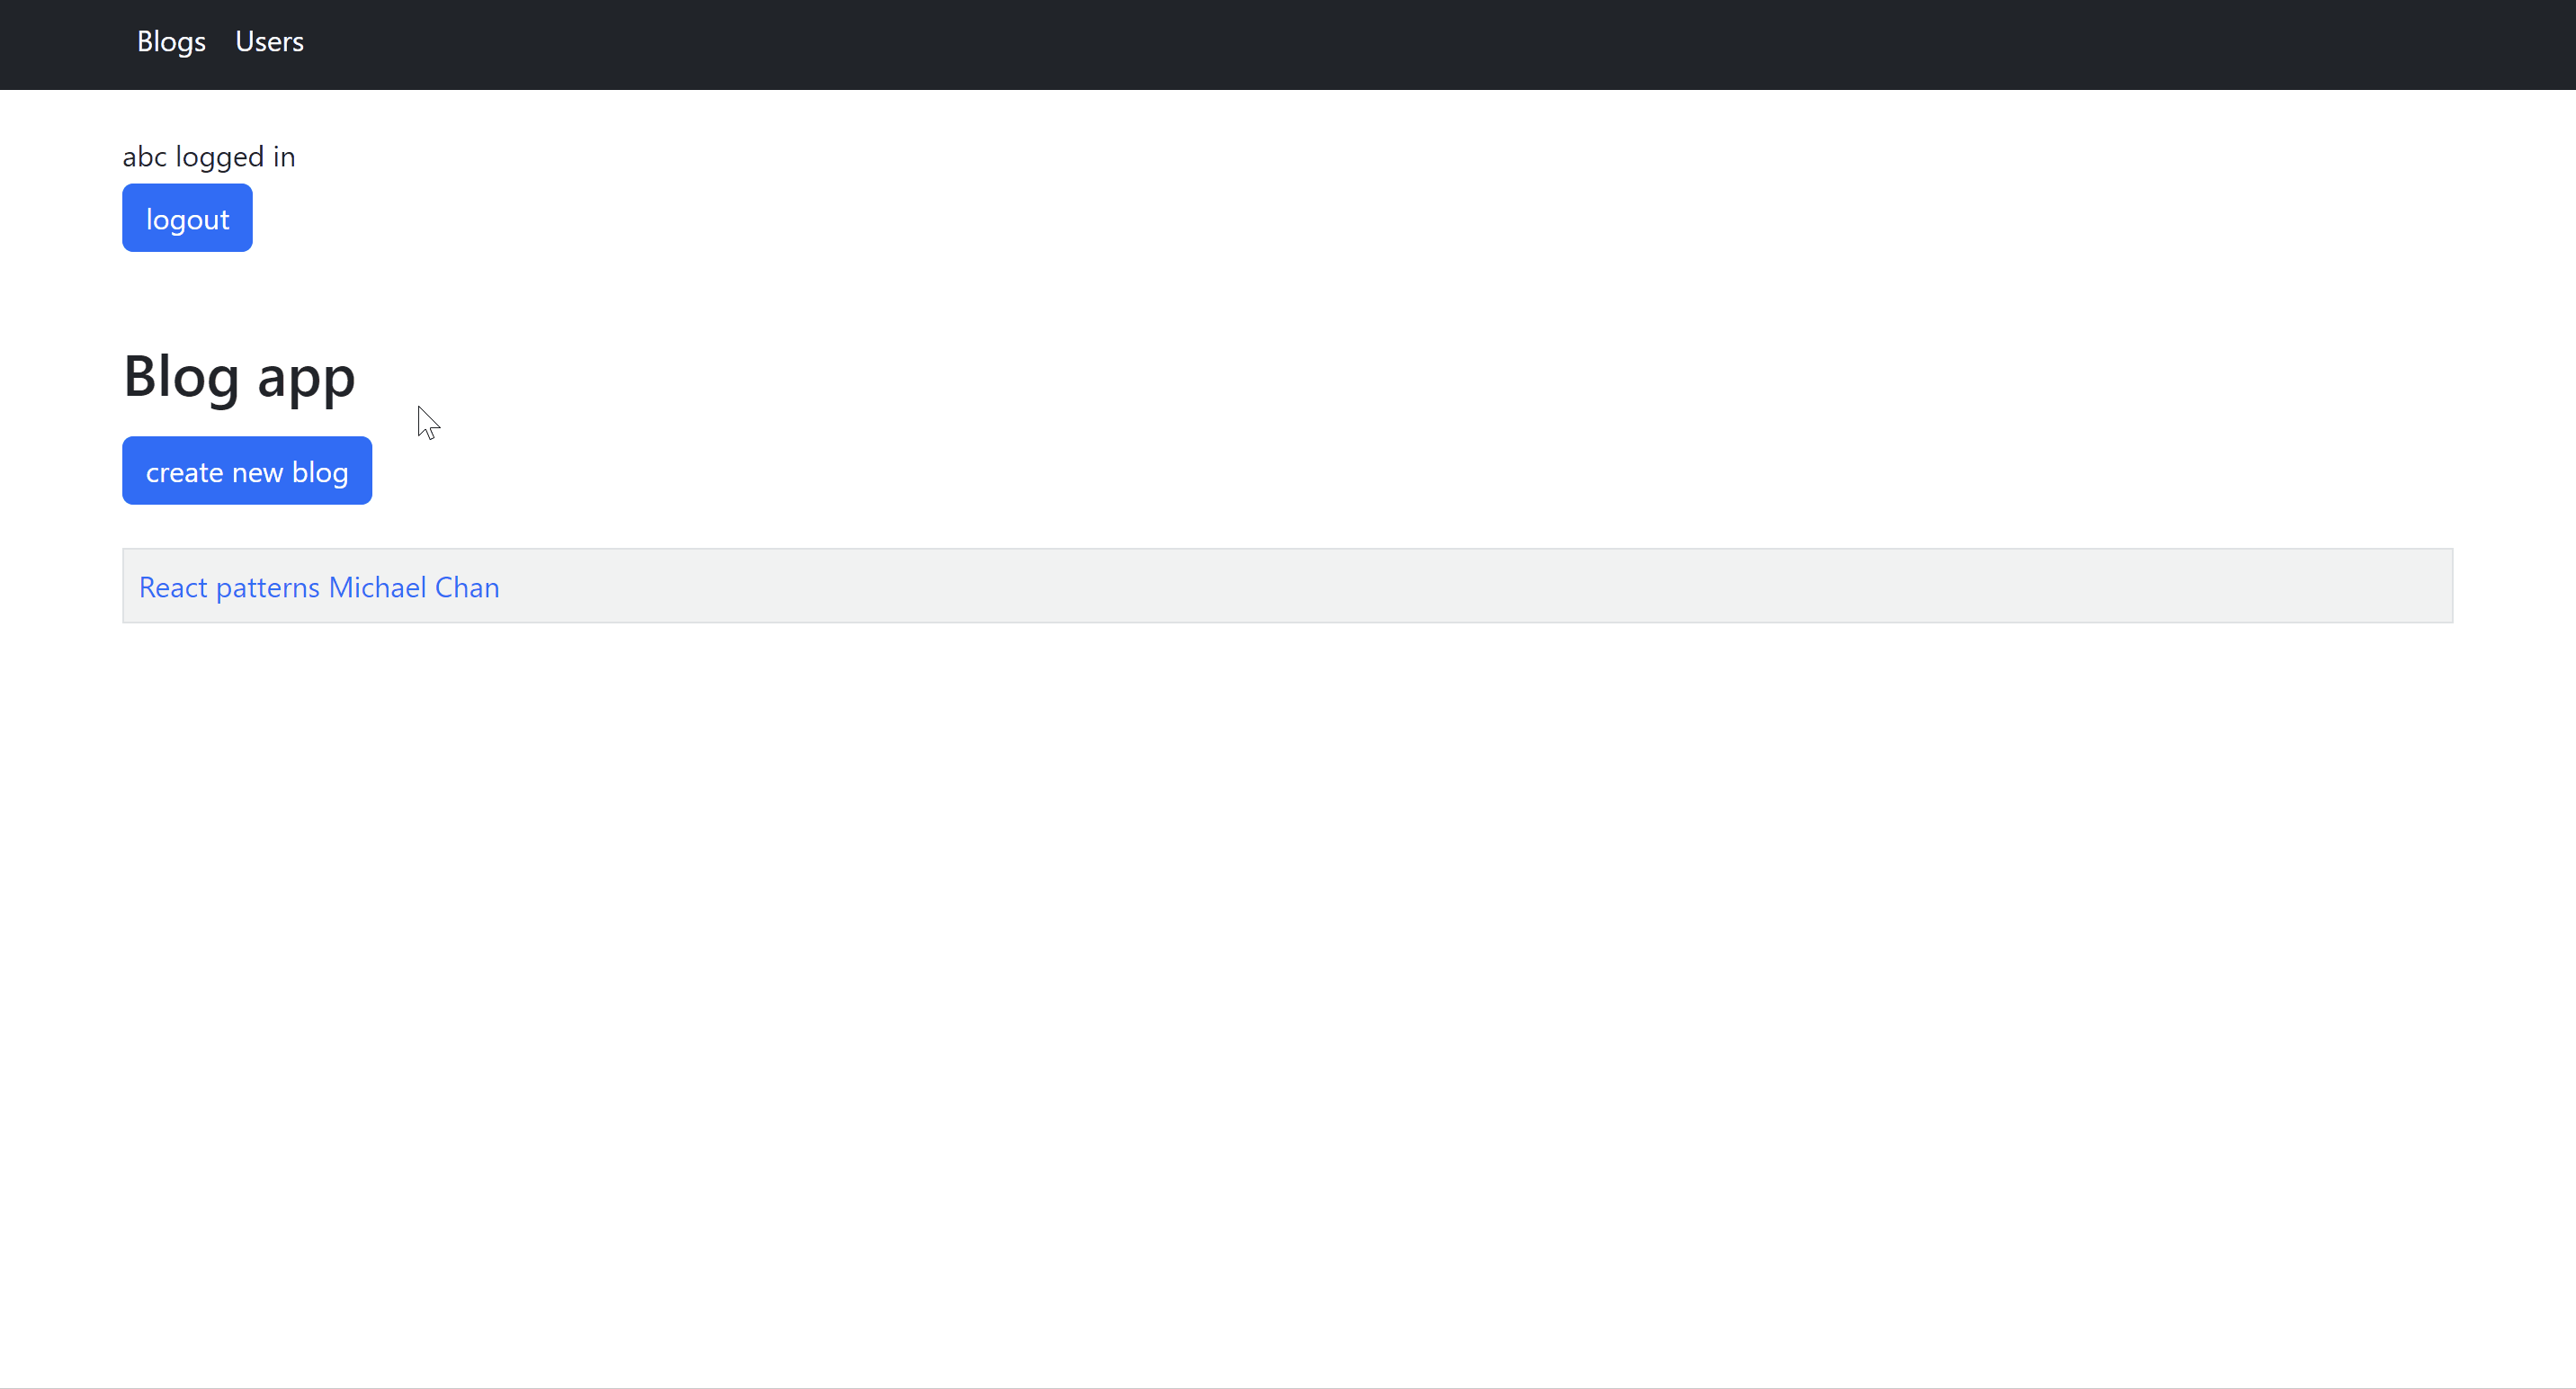 Blogs Users
abc logged in
logout
Blog app
create new blog
React patterns Michael Chan